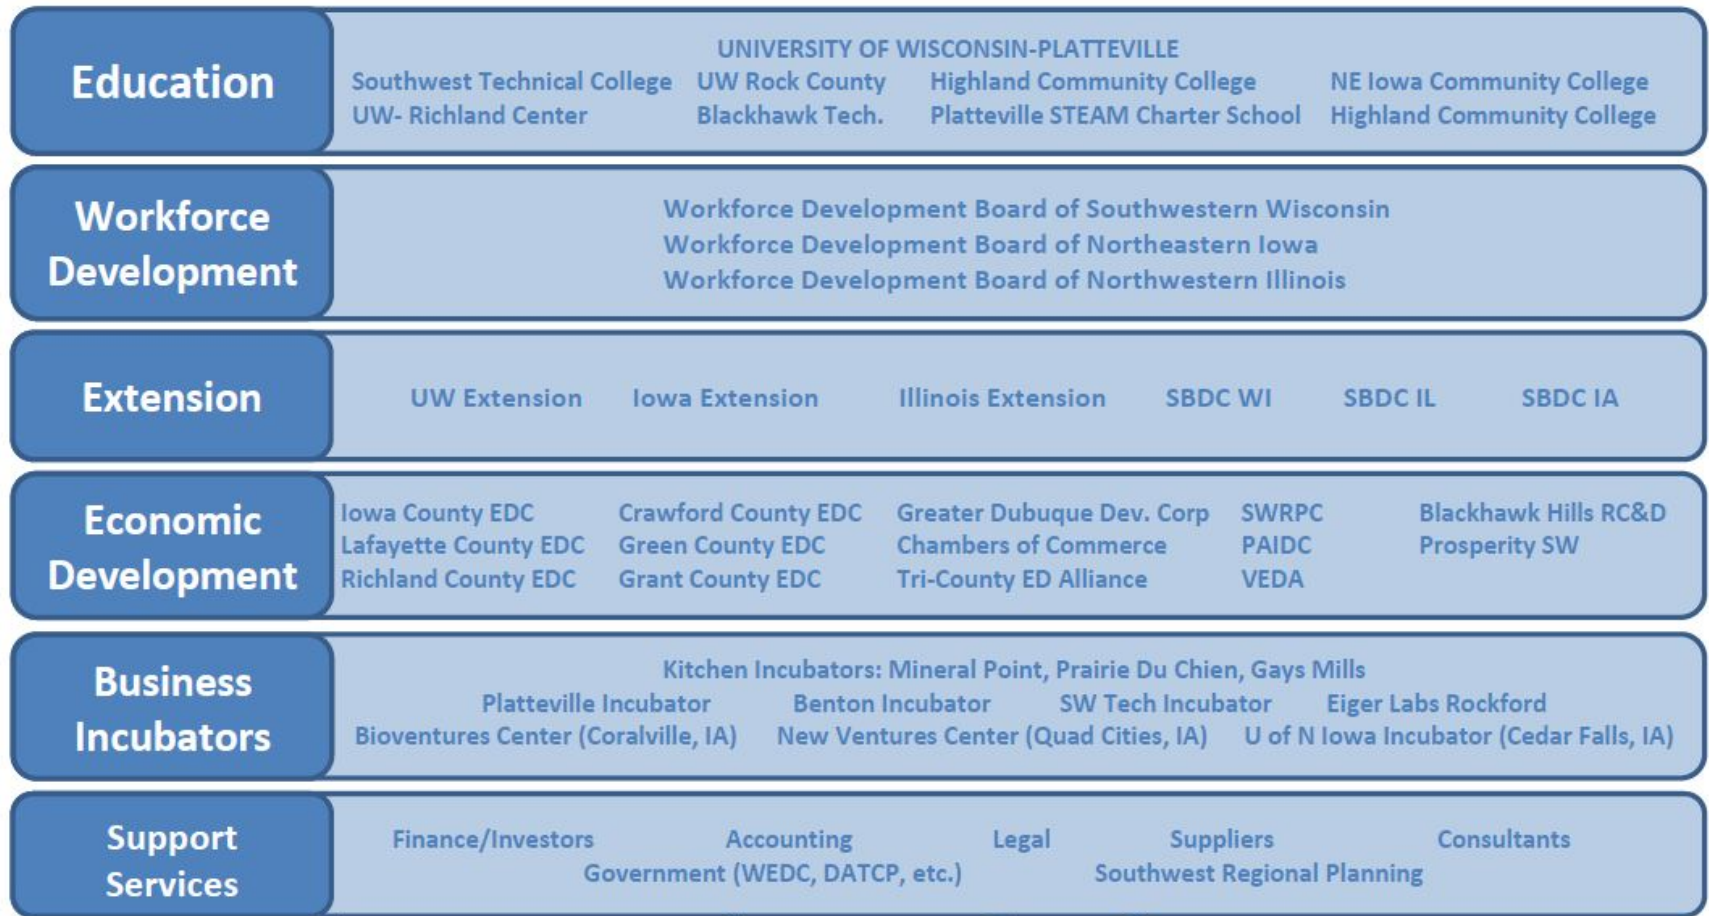 Education
UNIVERSITY OF WISCONSIN-PLATTEVILLE
Southwest Technical College UW Rock County Highland Community College NE Iowa Community College
UW- Richland Center Blackhawk Tech. Platteville STEAM Charter School Highland Community College
Workforce
Development
Workforce Development Board of Southwestern Wisconsin
Workforce Development Board of Northeastern Iowa
Workforce Development Board of Northwestern Illinois
Extension
UW Extension Iowa Extension Illinois Extension SBDC WI SBDC IL SBDC IA
Economic
Development
Iowa County EDC Crawford County EDC Greater Dubuque Dev. Corp SWRPC Blackhawk Hills RC&D
Lafayette County EDC Green County EDC Chambers of Commerce PAIDC Prosperity SW
Richland County EDC Grant County EDC Tri-County ED Alliance VEDA
Business
Incubators
Kitchen Incubators: Mineral Point, Prairie Du Chien, Gays Mills
Platteville Incubator Benton Incubator SW Tech Incubator Eiger Labs Rockford
Bioventures Center (Coralville, IA) New Ventures Center (Quad Cities, IA) U of N Iowa Incubator (Cedar Falls, IA)
Support
Services
Finance/Investors Accounting Legal Suppliers Consultants
Government (WEDC, DATCP, etc.) Southwest Regional Planning